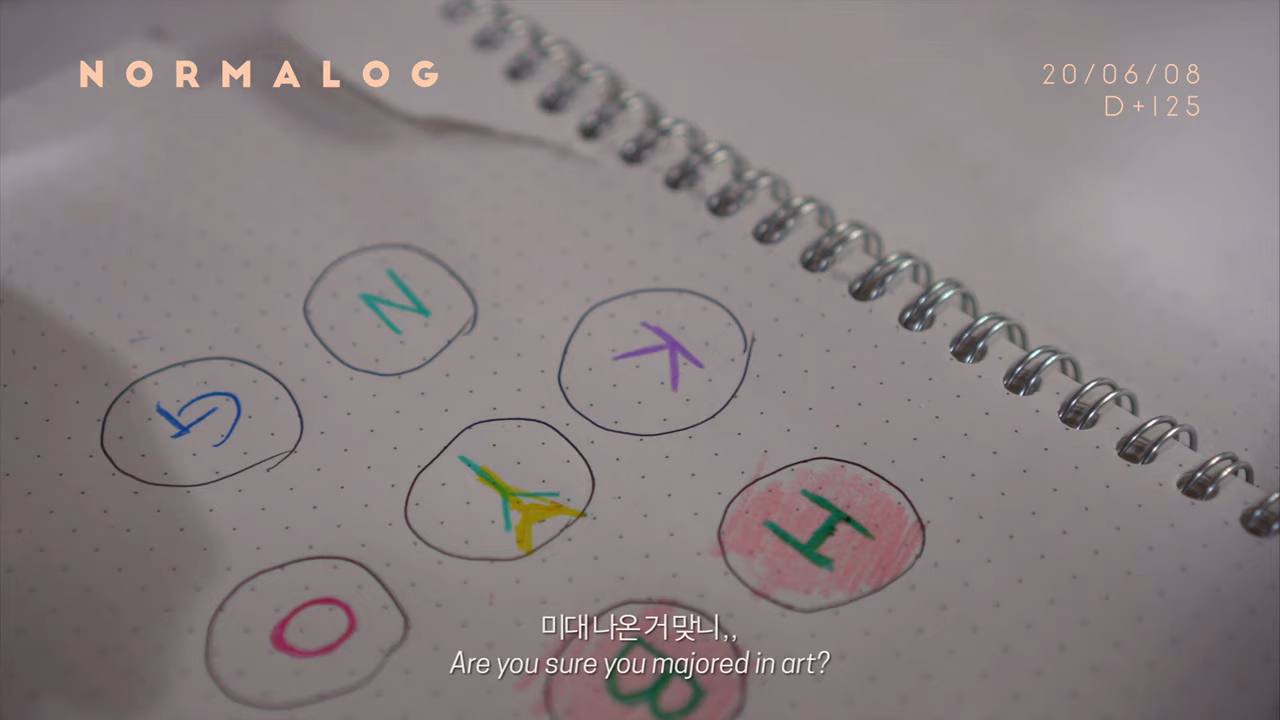 NORMALOG
20/06/08
D+125
N
K
G
Y
H
O
B
미대 나온 거 맞니,,
Are you sure you majored in art?